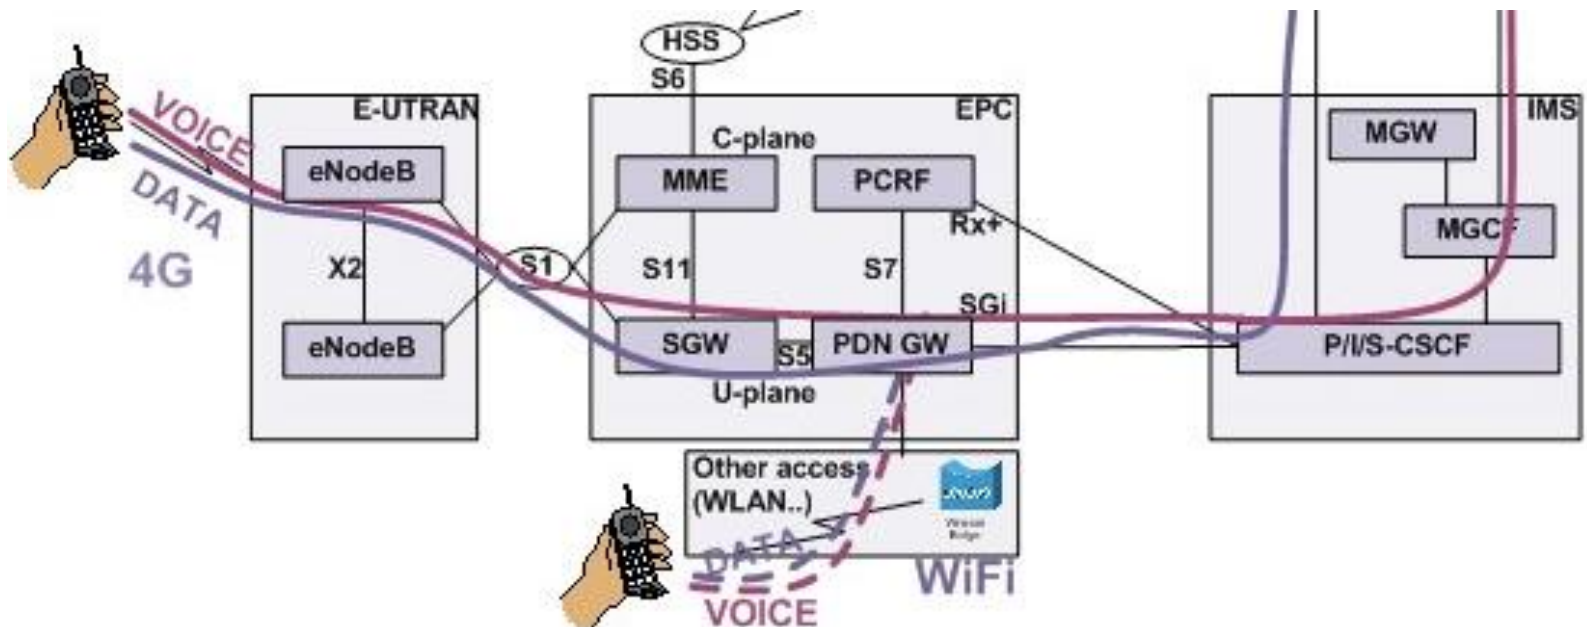 HSS
S6
E-UTRAN
EPC
IMS
VOICE
DATA
4G
eNodeB
X2
eNodeB
S1
C-plane
MME
PCRF
Rx+
S11
S7
SGi
SGW
S5
PDN GW
U-plane
MGW
MGCF
P/I/S-CSCF
Other access
(WLAN..)
DATA
VOICE
WiFi